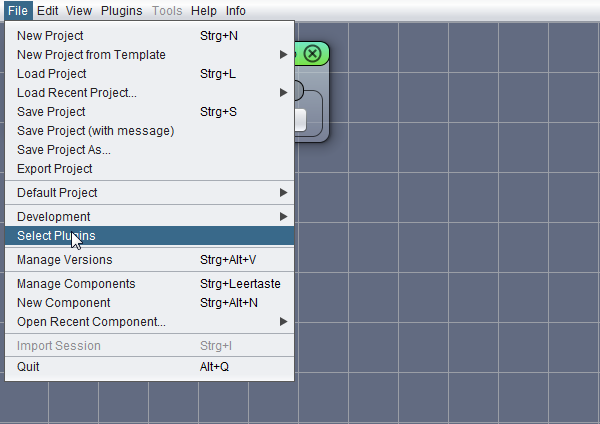 File Edit View Plugins Tools Help Info
New Project Strg+N
New Project from Template
Load Project Strg+L
Load Recent Project...
Save Project Strg+S
Save Project (with message)
Save Project As...
Export Project
Default Project
Development
Select Plugins
Manage Versions Strg+Alt+V
Manage Components Strg+Leertaste
New Component Strg+Alt+N
Open Recent Component...
Import Session Strg+I
Quit Alt+Q